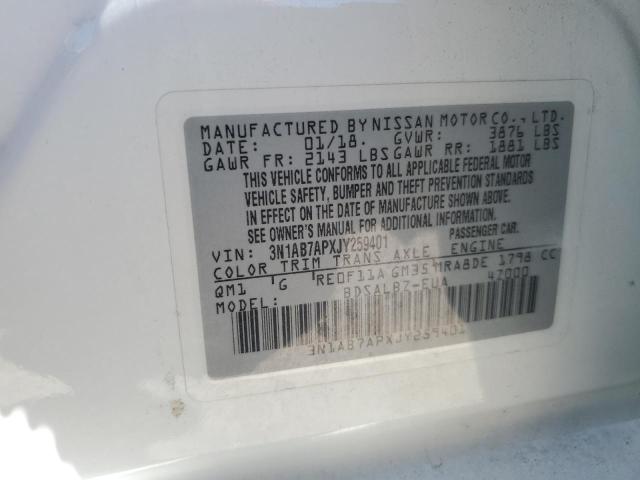 MANUFACTURED BY NISSAN MOTOR CO., LTD.
DATE: 01/18. GVWR: 3876 LBS
GAWR FR: 2143 LBS GAWR RR: 1881 LBS
THIS VEHICLE CONFORMS TO ALL APPLICABLE FEDERAL MOTOR
VEHICLE SAFETY, BUMPER AND THEFT PREVENTION STANDARDS
IN EFFECT ON THE DATE OF MANUFACTURE SHOWN ABOVE.
SEE OWNER'S MANUAL FOR ADDITIONAL INFORMATION.
VIN: 3N1AB7APXJY259401 PASSENGER CAR.
COLOR TRIM TRANS AXLE ENGINE
QM1 G RE0F11A GM35 MRA8DE 1798 CC
MODEL: BDSALBZ-EUA 47000
3N1AB7APXJY259401